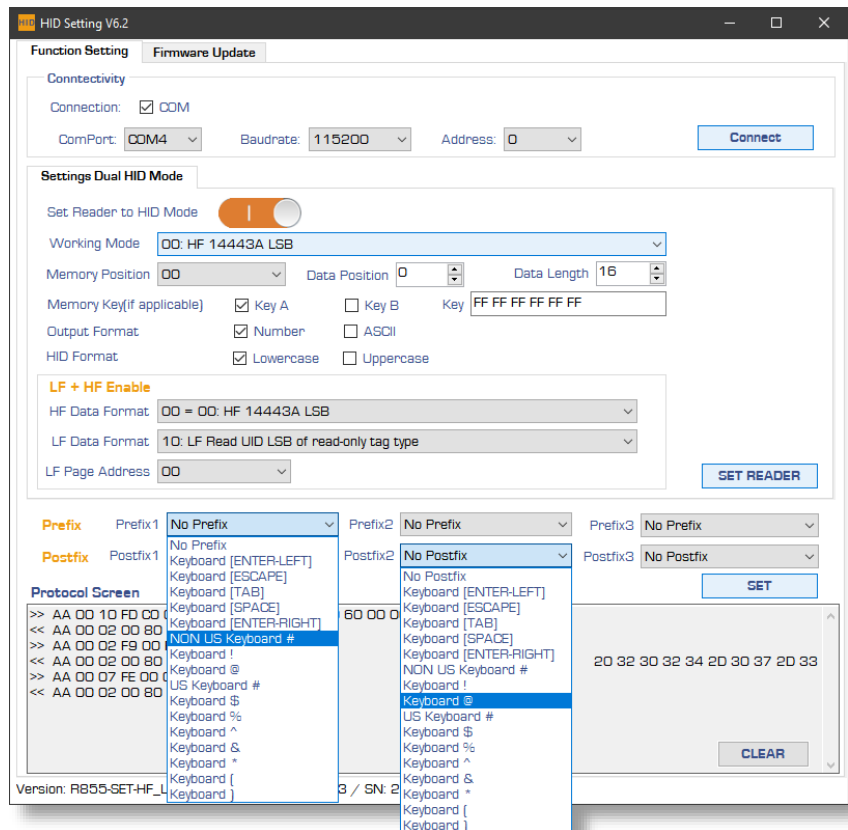 HID HID Setting V6.2
Function Setting Firmware Update
Conntectivity
Connection: COM
ComPort: COM4 Baudrate: 115200 Address: 0 Connect
Settings Dual HID Mode
Set Reader to HID Mode
Working Mode 00: HF 14443A LSB
Memory Position 00 Data Position 0 Data Length 16
Memory Key(if applicable) Key A Key B Key FF FF FF FF FF FF
Output Format Number ASCII
HID Format Lowercase Uppercase
LF + HF Enable
HF Data Format 00 = 00: HF 14443A LSB
LF Data Format 10: LF Read UID LSB of read-only tag type
LF Page Address 00 SET READER
Prefix Prefix1 No Prefix Prefix2 No Prefix Prefix3 No Prefix
Postfix Postfix1 Postfix2 No Postfix Postfix3 No Postfix
SET
No Prefix
Keyboard [ENTER-LEFT]
Keyboard [ESCAPE]
Keyboard [TAB]
Keyboard [SPACE]
Keyboard [ENTER-RIGHT]
NON US Keyboard #
Keyboard !
Keyboard @
US Keyboard #
Keyboard $
Keyboard %
Keyboard ^
Keyboard &
Keyboard *
Keyboard (
Keyboard )
No Postfix
Keyboard [ENTER-LEFT]
Keyboard [ESCAPE]
Keyboard [TAB]
Keyboard [SPACE]
Keyboard [ENTER-RIGHT]
NON US Keyboard #
Keyboard !
Keyboard @
US Keyboard #
Keyboard $
Keyboard %
Keyboard ^
Keyboard &
Keyboard *
Keyboard (
Keyboard )
Protocol Screen
>> AA 00 10 FD C0 60 00
<< AA 00 02 00 80
>> AA 00 02 F9 00
<< AA 00 02 00 80 20 32 30 32 34 2D 30 37 2D 33
>> AA 00 07 FE 00
<< AA 00 02 00 80
CLEAR
Version: R855-SET-HF_L 3 / SN: 2